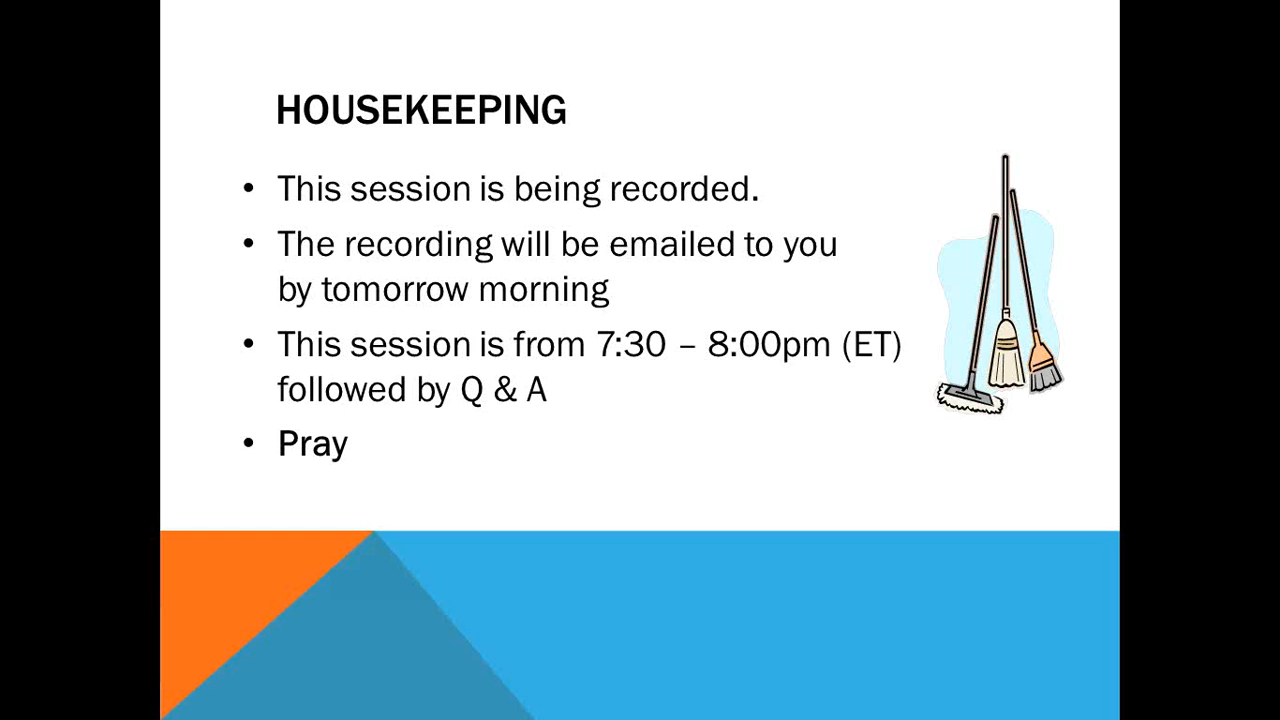 HOUSEKEEPING
• This session is being recorded.
• The recording will be emailed to you
by tomorrow morning
• This session is from 7:30 – 8:00pm (ET)
followed by Q & A
• Pray